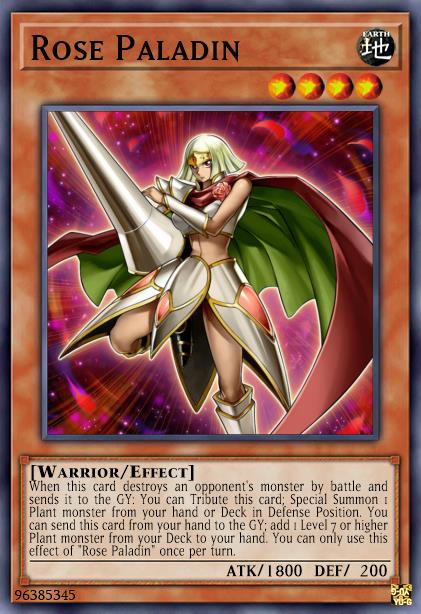 Rose Paladin
EARTH
地
[Warrior/Effect]
When this card destroys an opponent's monster by battle and
sends it to the GY: You can Tribute this card; Special Summon 1
Plant monster from your hand or Deck in Defense Position. You
can send this card from your hand to the GY; add 1 Level 7 or higher
Plant monster from your Deck to your hand. You can only use this
effect of "Rose Paladin" once per turn.
ATK/1800 DEF/ 200
96385345